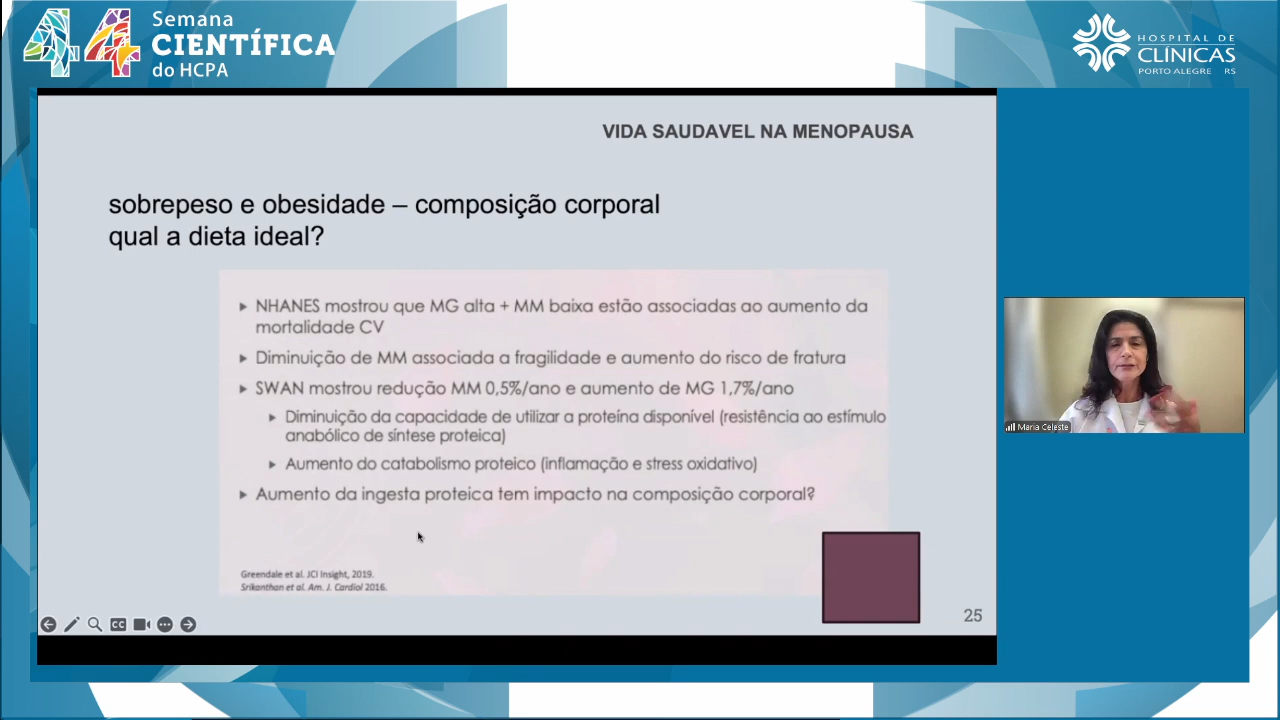 44 Semana
CIENTÍFICA
do HCPA
HOSPITAL DE
CLÍNICAS
PORTO ALEGRE RS
VIDA SAUDAVEL NA MENOPAUSA
sobrepeso e obesidade – composição corporal
qual a dieta ideal?
NHANES mostrou que MG alta + MM baixa estão associadas ao aumento da
mortalidade CV
Diminuição de MM associada a fragilidade e aumento do risco de fratura
SWAN mostrou redução MM 0,5%/ano e aumento de MG 1,7%/ano
Diminuição da capacidade de utilizar a proteína disponível (resistência ao estímulo
anabólico de síntese proteica)
Aumento do catabolismo proteico (inflamação e stress oxidativo)
Aumento da ingesta proteica tem impacto na composição corporal?
Greendale et al. JCI Insight, 2019.
Srikanthan et al. Am. J. Cardiol 2016.
25
CC
Maria Celeste